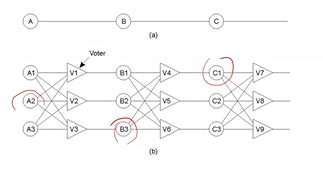 A B C
(a)
Voter
A1 V1 B1 V4 C1 V7
A2 V2 B2 V5 C2 V8
A3 V3 B3 V6 C3 V9
(b)